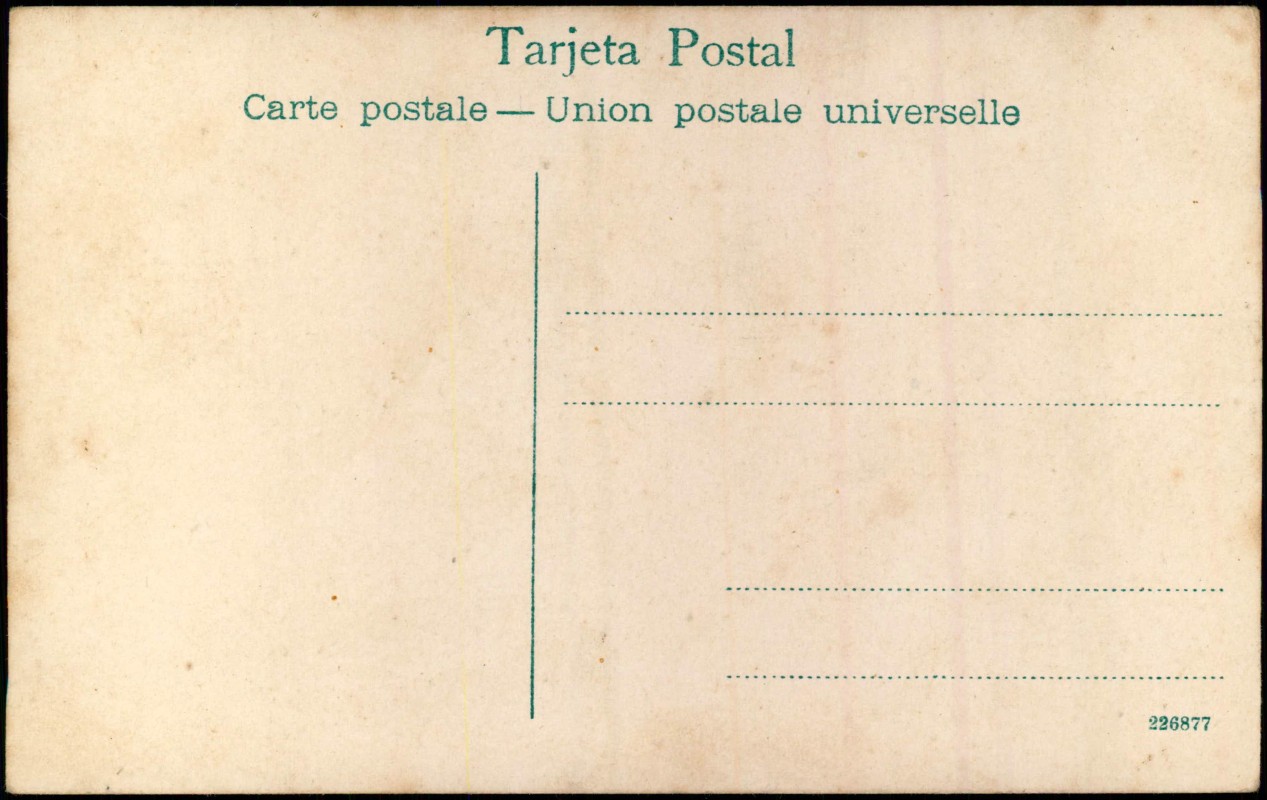 Tarjeta Postal
Carte postale — Union postale universelle
226877